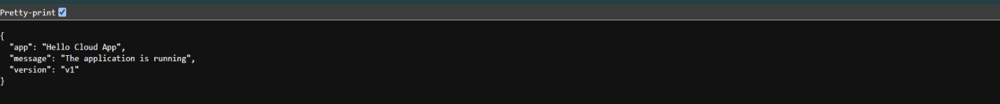 Pretty-print
{
  "app": "Hello Cloud App",
  "message": "The application is running",
  "version": "v1"
}